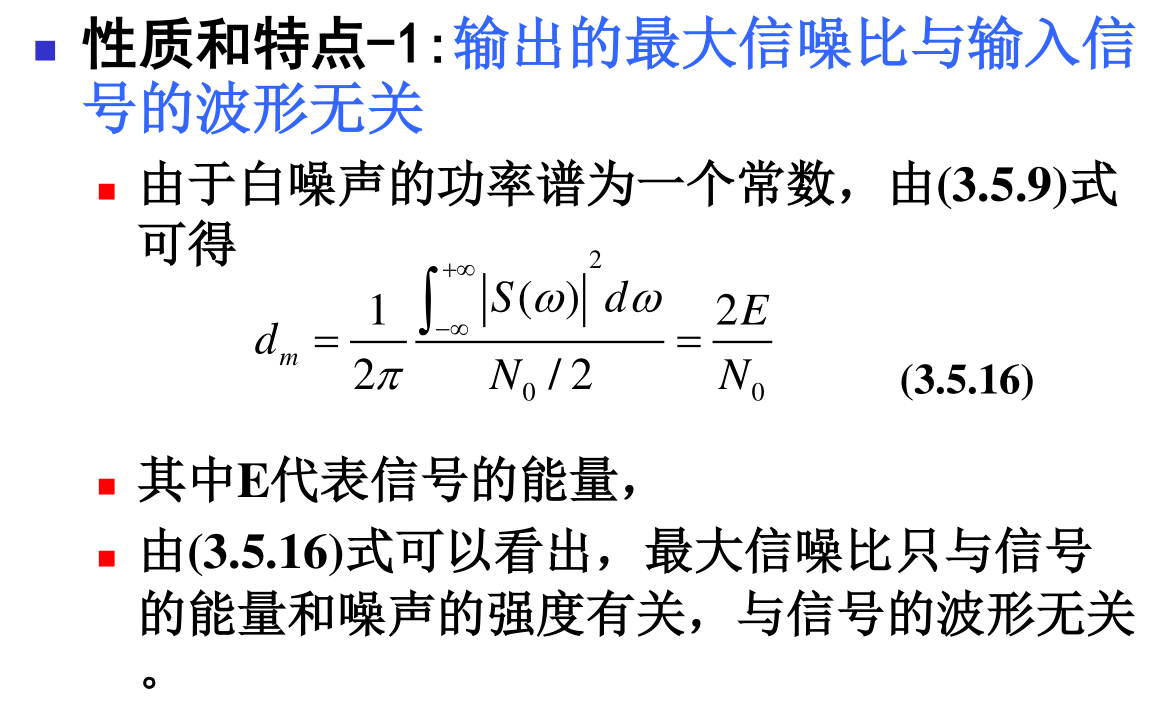 性质和特点-1:输出的最大信噪比与输入信
号的波形无关
由于白噪声的功率谱为一个常数，由(3.5.9)式
可得
d_m = \frac{1}{2\pi} \frac{\int_{-\infty}^{+\infty} |S(\omega)|^2 d\omega}{N_0 / 2} = \frac{2E}{N_0} (3.5.16)
其中E代表信号的能量，
由(3.5.16)式可以看出，最大信噪比只与信号
的能量和噪声的强度有关，与信号的波形无关
。